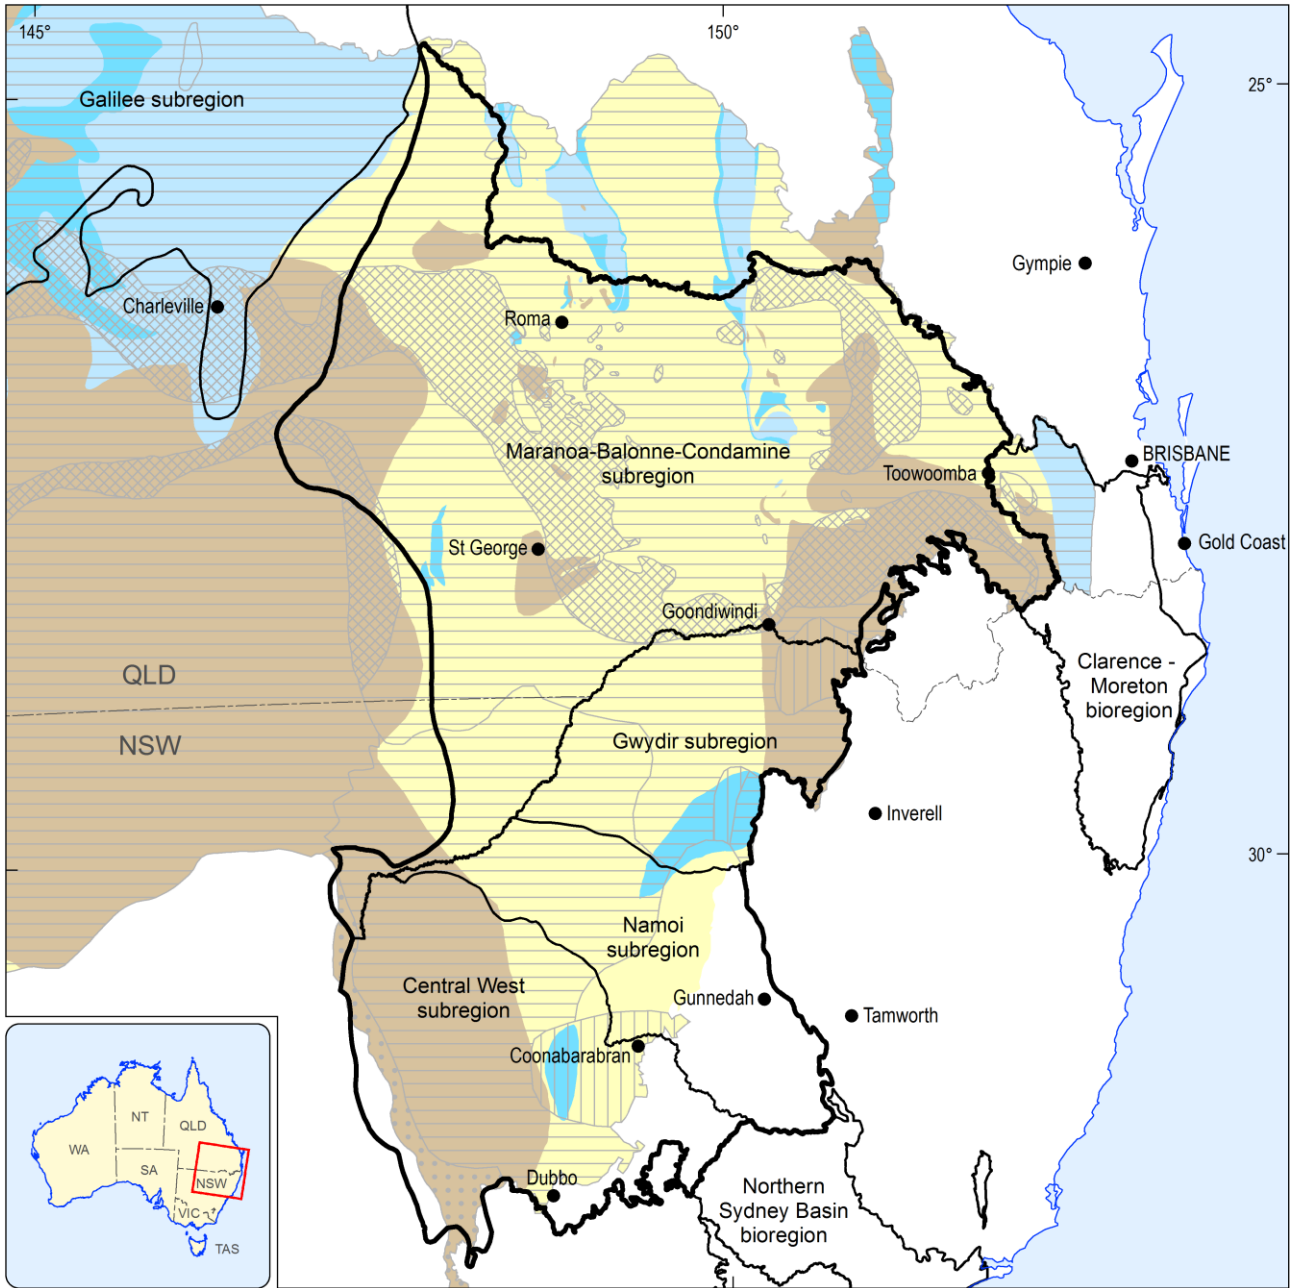 145°
150°
25°
Galilee subregion
Gympie
Charleville
Roma
Maranoa-Balonne-Condamine
subregion
BRISBANE
Toowoomba
St George
Gold Coast
Goondiwindi
QLD
Clarence -
Moreton
bioregion
NSW
Gwydir subregion
Inverell
30°
Namoi
subregion
Central West
subregion
Gunnedah
Tamworth
Coonabarabran
NT
QLD
WA
SA
NSW
VIC
TAS
Dubbo
Northern
Sydney Basin
bioregion